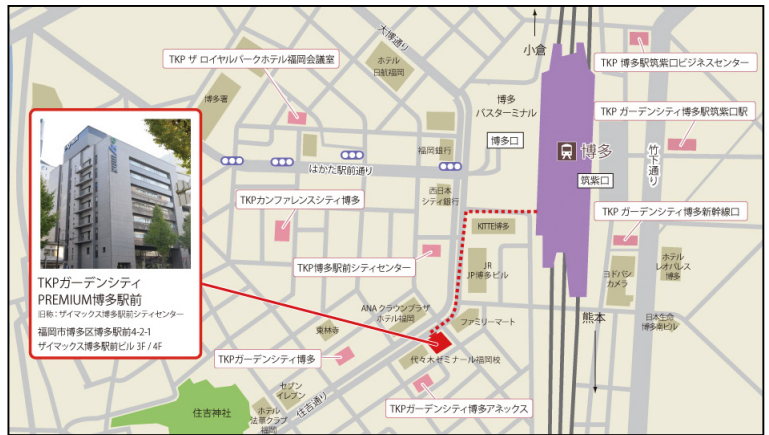 小倉
大博通り
TKP ザ ロイヤルパークホテル福岡会議室
ホテル
日航福岡
TKP 博多駅筑紫口ビジネスセンター
博多署
博多
バスターミナル
TKP ガーデンシティ博多駅筑紫口駅
博多口
福岡銀行
博多
竹下通り
はかた駅前通り
筑紫口
西日本
シティ銀行
TKPカンファレンスシティ博多
KITTE博多
TKP ガーデンシティ博多新幹線口
TKP博多駅前シティセンター
JR
JP博多ビル
ヨドバシ
カメラ
ホテル
レオパレス
博多
TKPガーデンシティ
PREMIUM博多駅前
旧称：ザイマックス博多駅前シティセンター
福岡市博多区博多駅前4-2-1
ザイマックス博多駅前ビル 3F / 4F
ANA クラウンプラザ
ホテル福岡
ファミリーマート
熊本
日本生命
博多南ビル
東林寺
TKPガーデンシティ博多
代々木ゼミナール福岡校
セブン
イレブン
住吉通り
TKPガーデンシティ博多アネックス
住吉神社
ホテル
法華クラブ
福岡